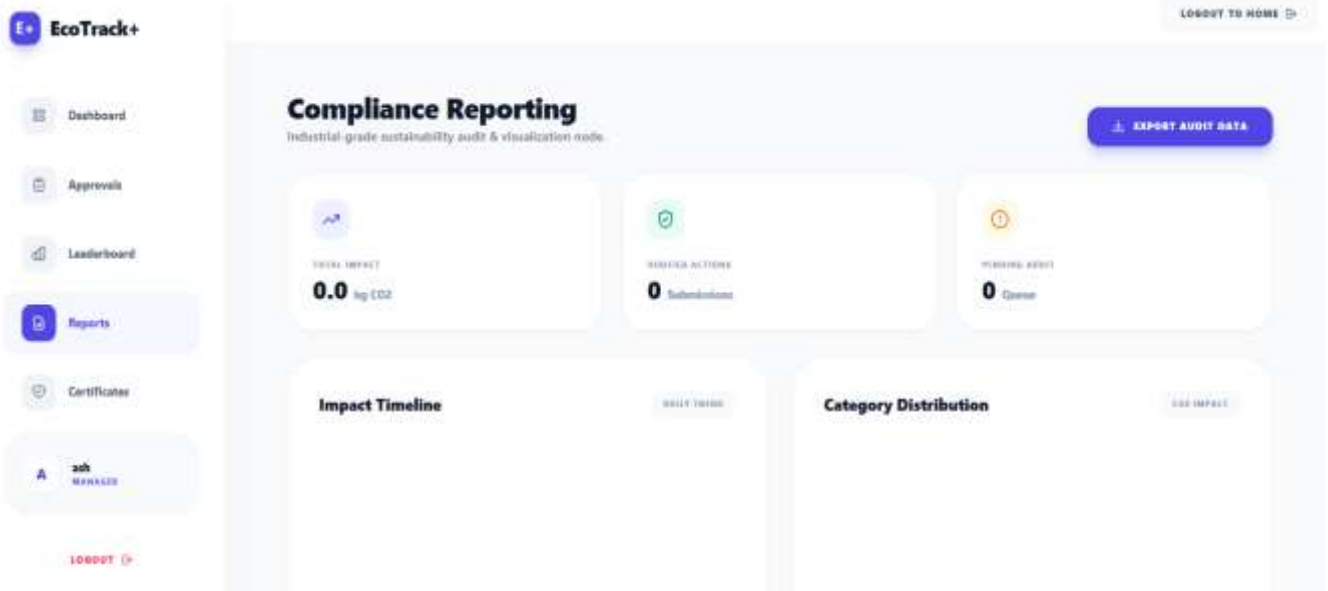 LOGOUT TO HOME
E+ EcoTrack+
Dashboard
Approvals
Leaderboard
Reports
Certificates
A
ash
MANAGER
LOGOUT
Compliance Reporting
Industrial-grade sustainability audit & visualization node.
EXPORT AUDIT DATA
TOTAL IMPACT
0.0 kg CO2
VERIFIED ACTIONS
0 Submissions
PENDING AUDIT
0 Queue
Impact Timeline
DAILY TREND
Category Distribution
CO2 IMPACT